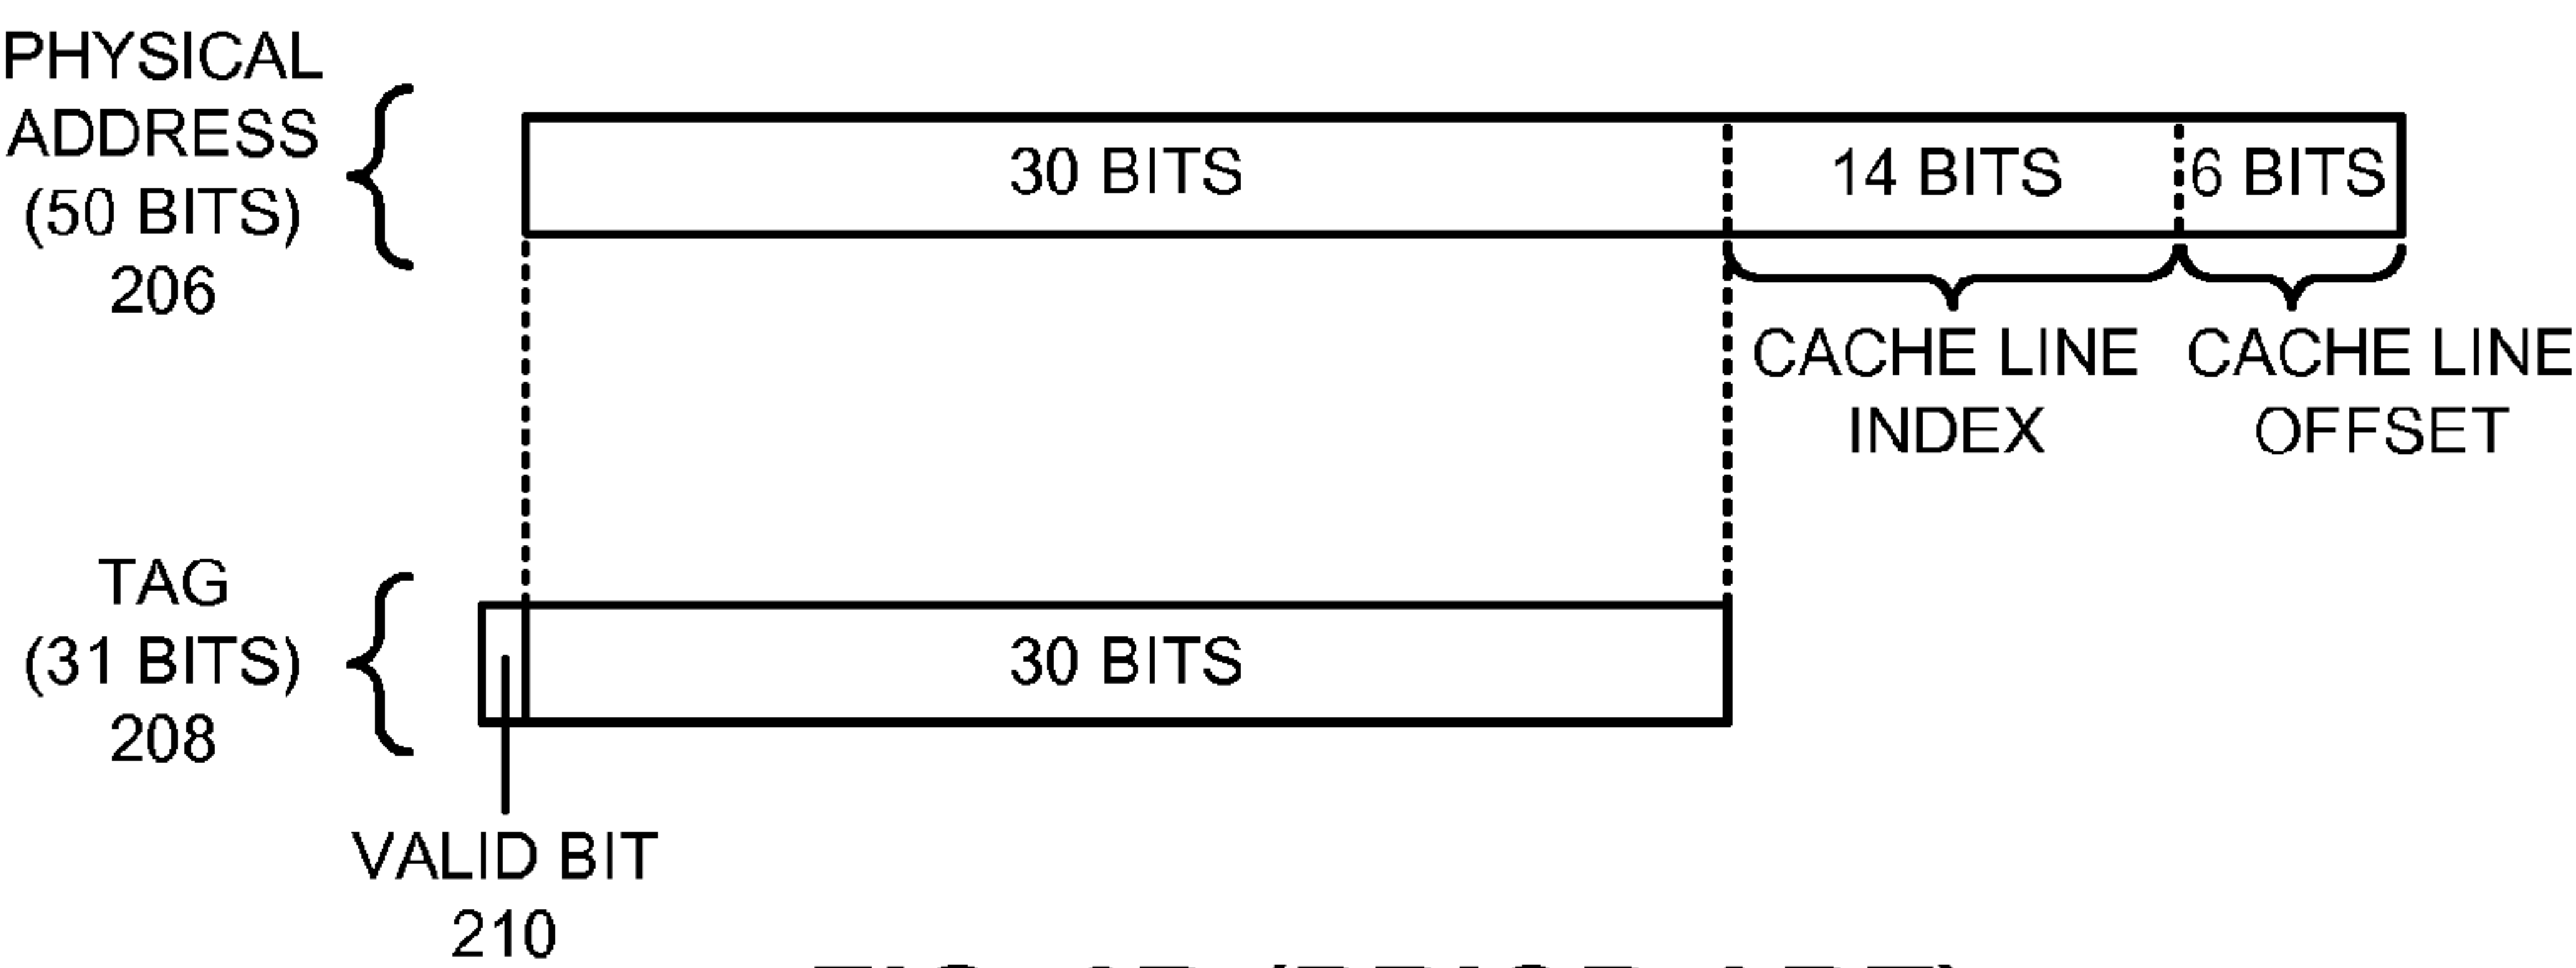 PHYSICAL
ADDRESS
(50 BITS)
206
30 BITS
14 BITS
6 BITS
CACHE LINE
INDEX
CACHE LINE
OFFSET
TAG
(31 BITS)
208
30 BITS
VALID BIT
210